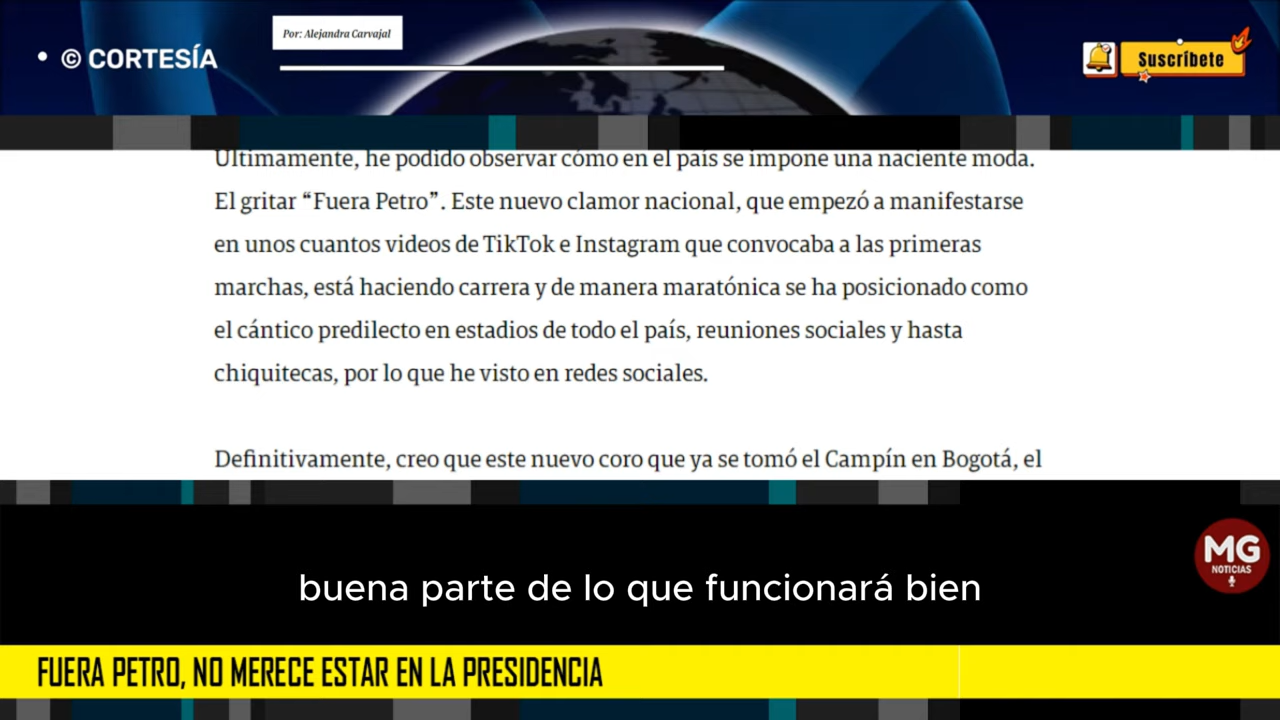 Por: Alejandra Carvajal
• © CORTESÍA
Suscríbete
Últimamente, he podido observar cómo en el país se impone una naciente moda.
El gritar “Fuera Petro”. Este nuevo clamor nacional, que empezó a manifestarse
en unos cuantos videos de TikTok e Instagram que convocaba a las primeras
marchas, está haciendo carrera y de manera maratónica se ha posicionado como
el cántico predilecto en estadios de todo el país, reuniones sociales y hasta
chiquitecas, por lo que he visto en redes sociales.
Definitivamente, creo que este nuevo coro que ya se tomó el Campín en Bogotá, el
MG
NOTICIAS
buena parte de lo que funcionará bien
FUERA PETRO, NO MERECE ESTAR EN LA PRESIDENCIA